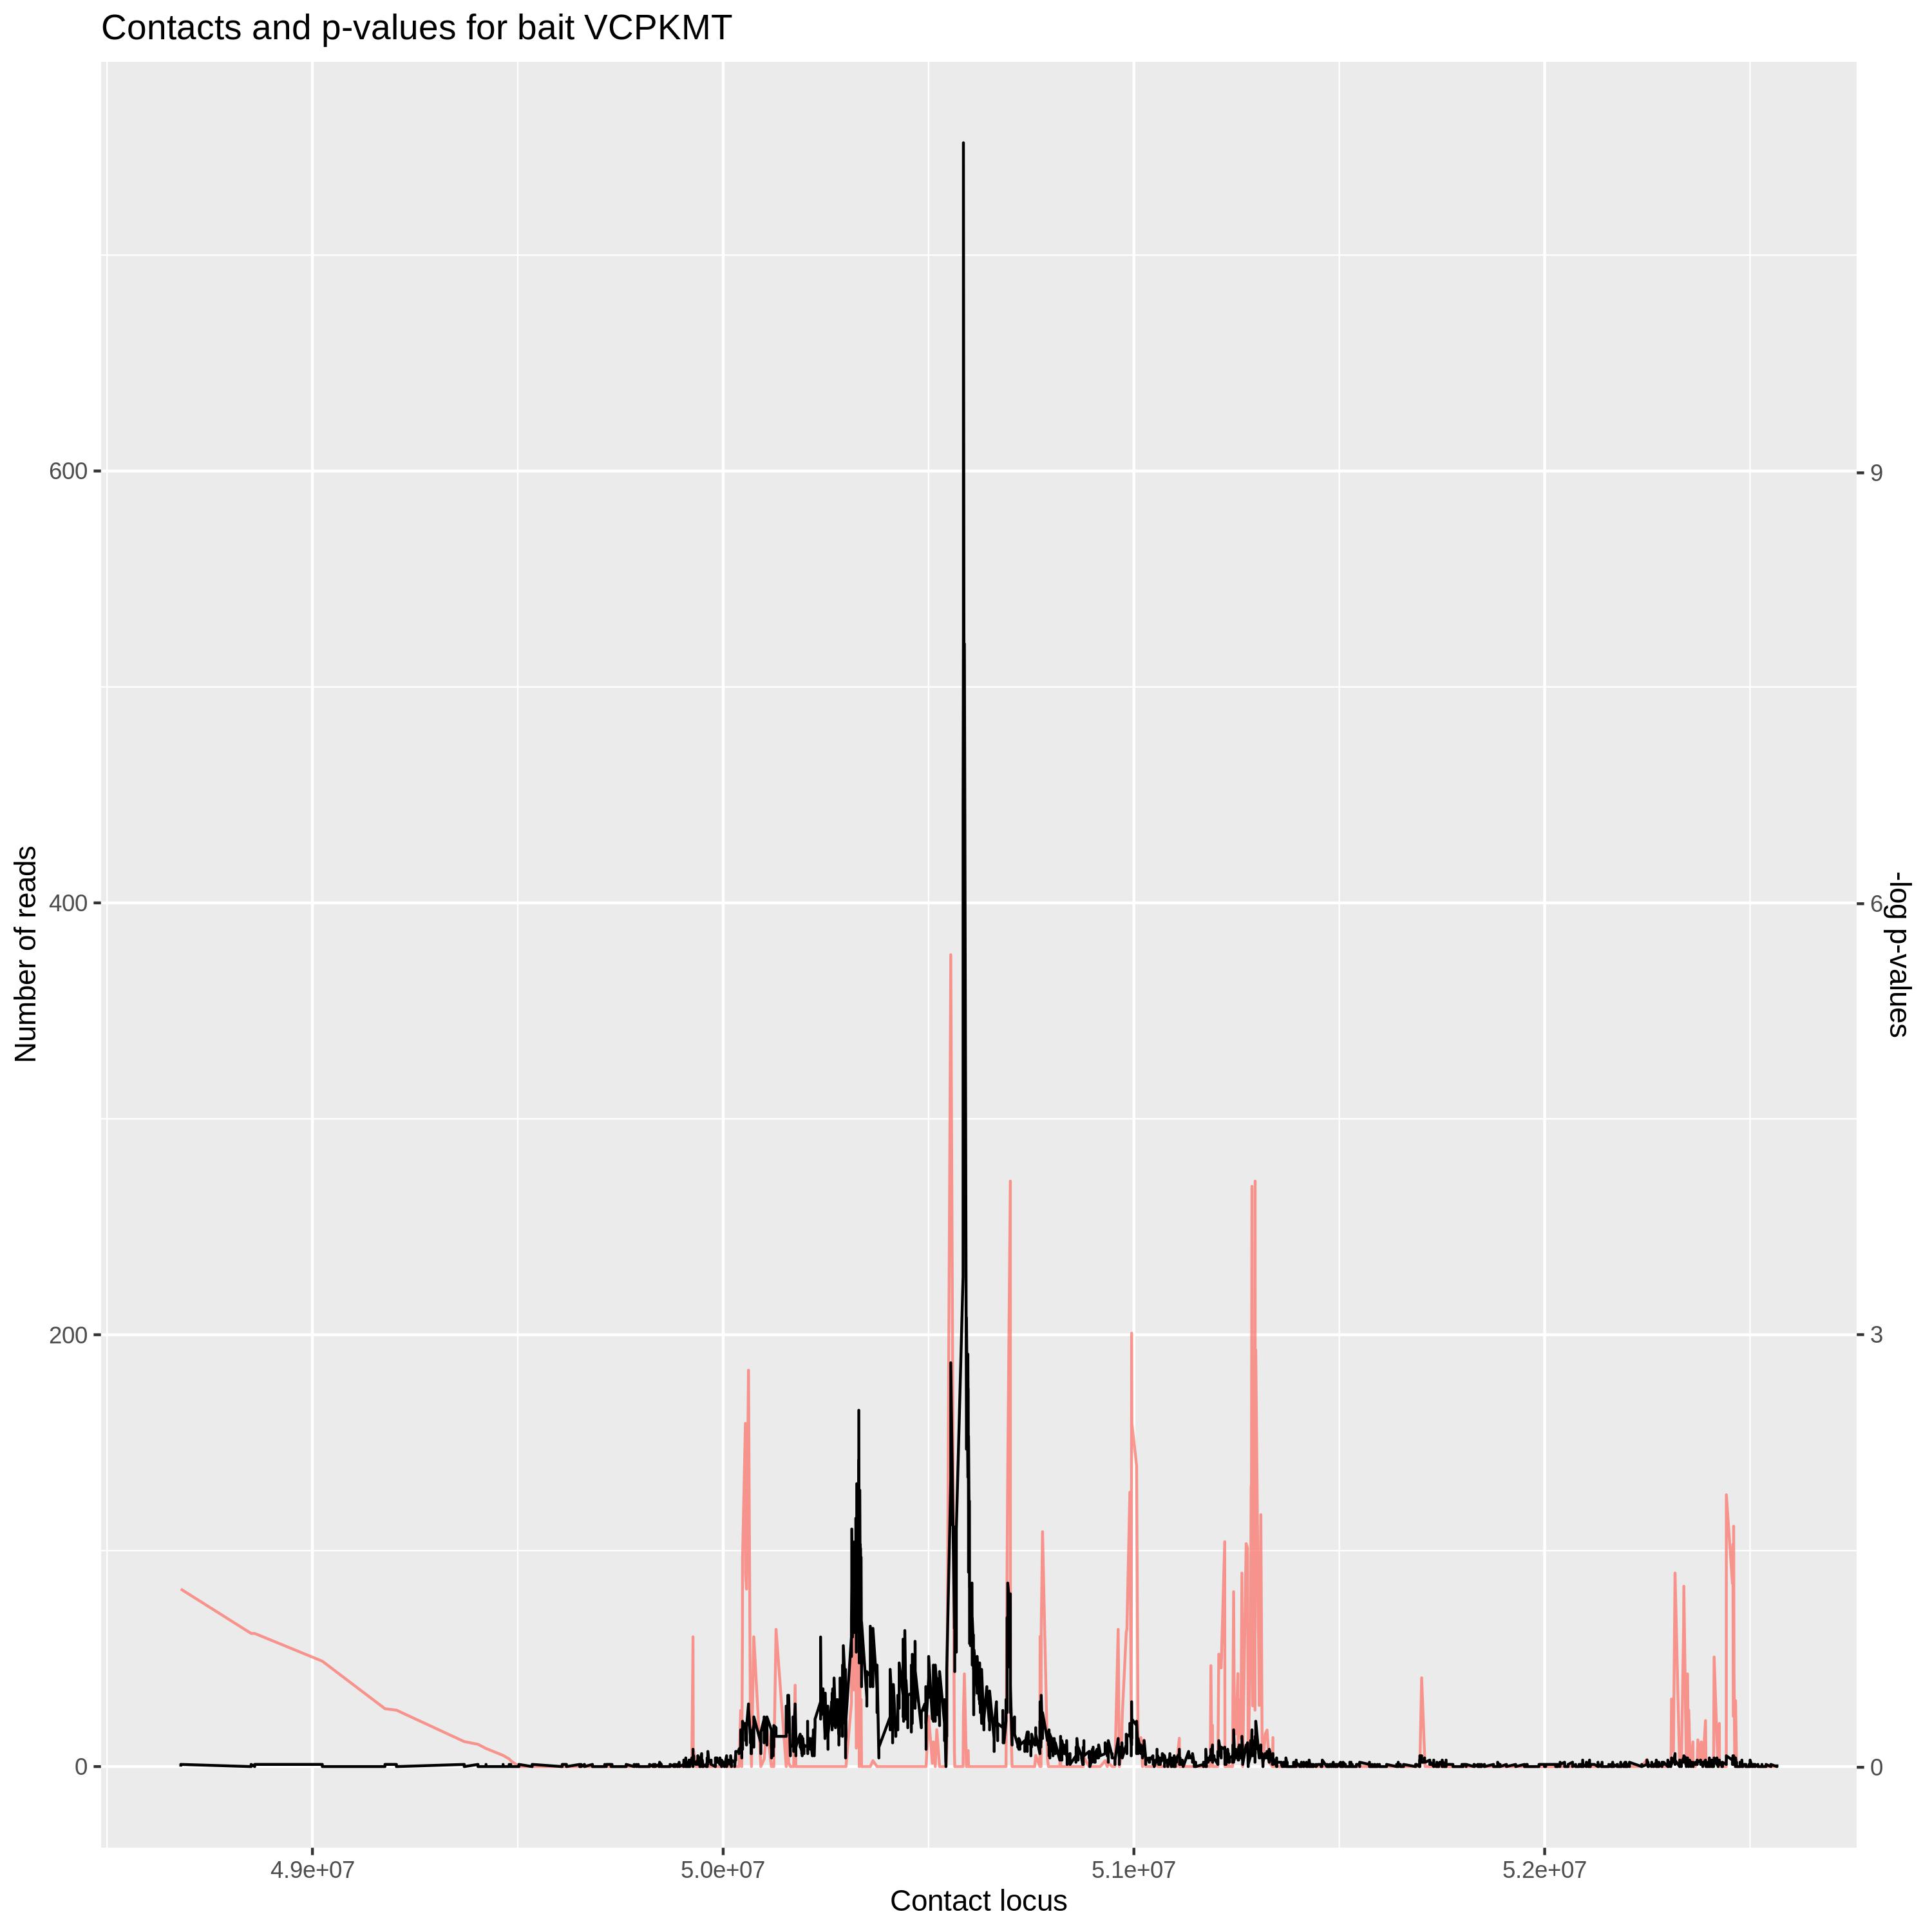 Contacts and p-values for bait VCPKMT
600
400
200
0
Number of reads
9
6
3
0
-log p-values
4.9e+07
5.0e+07
5.1e+07
5.2e+07
Contact locus